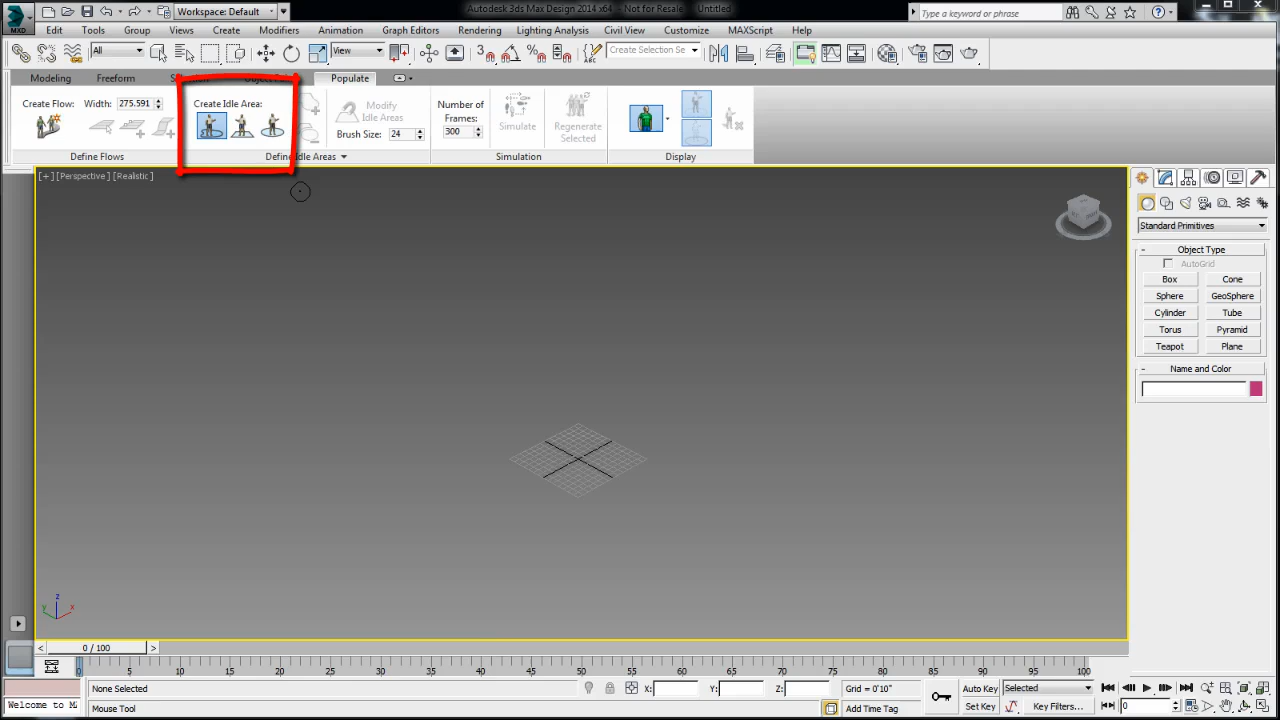 MXD
Workspace: Default
Autodesk 3ds Max Design 2014 x64 - Not for Resale Untitled
Type a keyword or phrase
Edit Tools Group Views Create Modifiers Animation Graph Editors Rendering Lighting Analysis Civil View Customize MAXScript Help
All View 3 % Create Selection Se
Modeling Freeform Populate
Create Flow: Width: 275.591
Create Idle Area:
Modify Idle Areas
Brush Size: 24
Number of Frames:
300
Simulate
Regenerate Selected
Define Flows Define Idle Areas Simulation Display
[+] [Perspective] [Realistic]
Standard Primitives
- Object Type
AutoGrid
Box Cone
Sphere GeoSphere
Cylinder Tube
Torus Pyramid
Teapot Plane
- Name and Color
z
y x
< 0 / 100 >
0 5 10 15 20 25 30 35 40 45 50 55 60 65 70 75 80 85 90 95 100
None Selected X: Y: Z: Grid = 0'10" Auto Key Selected
Welcome to MA Mouse Tool Add Time Tag Set Key Key Filters... 0